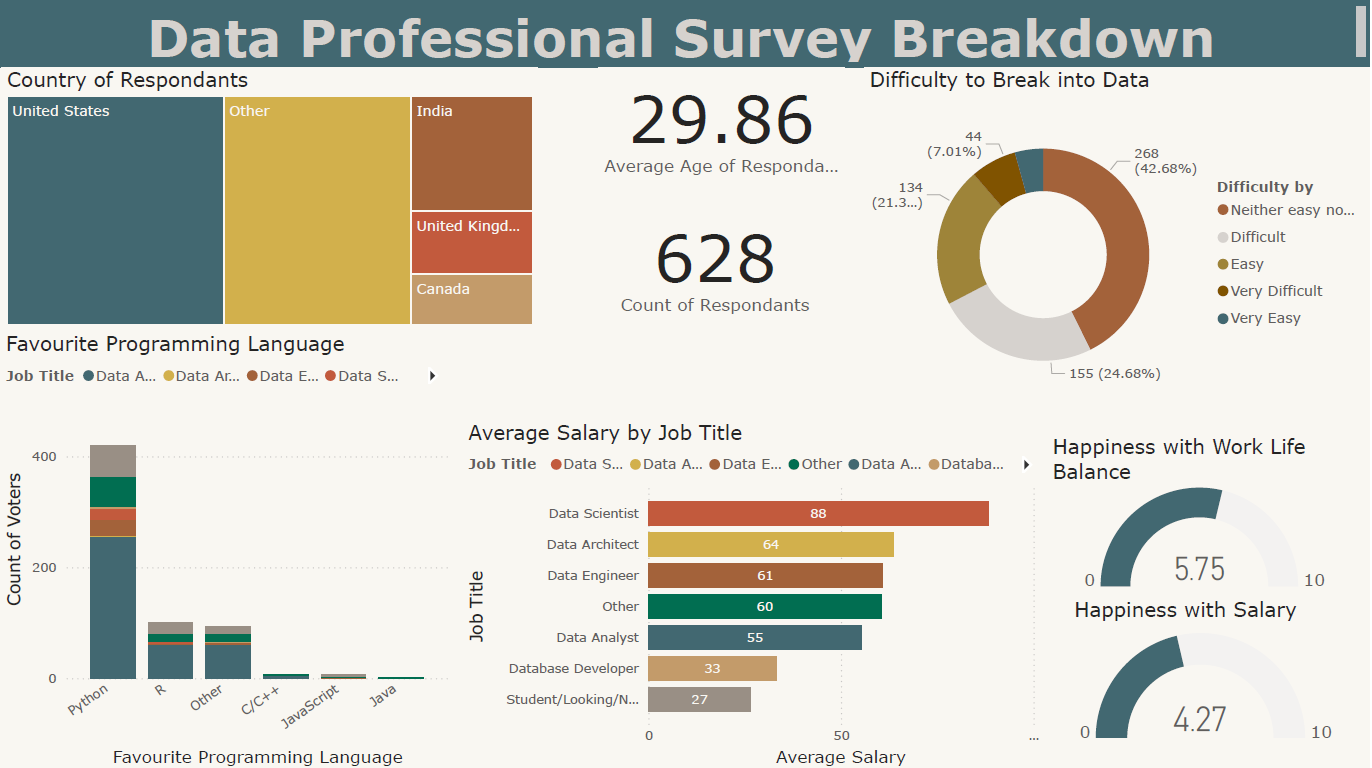 Data Professional Survey Breakdown
Country of Respondants
United States
Other
India
United Kingd...
Canada
29.86
Average Age of Responda...
628
Count of Respondants
Difficulty to Break into Data
44
(7.01%)
268
(42.68%)
134
(21.3...)
155 (24.68%)
Difficulty by
Neither easy no...
Difficult
Easy
Very Difficult
Very Easy
Favourite Programming Language
Job Title Data A... Data Ar... Data E... Data S...
Count of Voters
400
200
0
Python
R
Other
C/C++
JavaScript
Java
Favourite Programming Language
Average Salary by Job Title
Job Title Data S... Data A... Data E... Other Data A... Databa...
Job Title
Data Scientist 88
Data Architect 64
Data Engineer 61
Other 60
Data Analyst 55
Database Developer 33
Student/Looking/N... 27
0 50 ...
Average Salary
Happiness with Work Life
Balance
0 5.75 10
Happiness with Salary
0 4.27 10